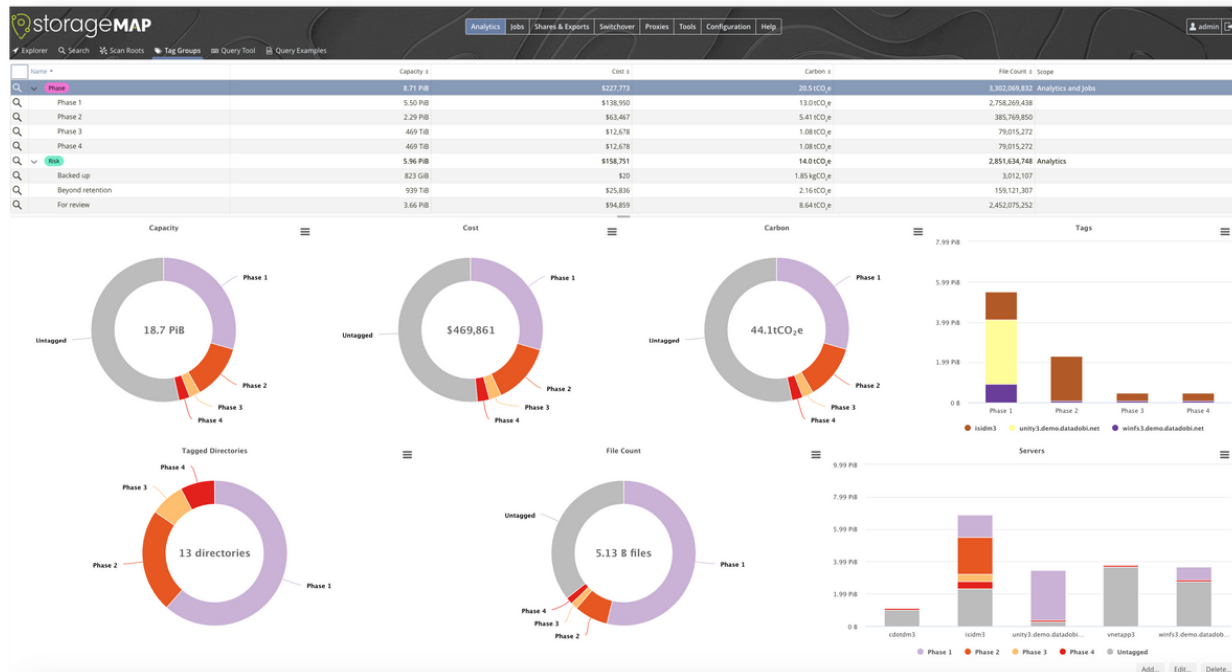 storageMAP
Analytics Jobs Shares & Exports Switchover Proxies Tools Configuration Help
admin
Explorer Search Scan Roots Tag Groups Query Tool Query Examples
Name Capacity Cost Carbon File Count Scope
Phase 8.71 PiB $227,773 20.5 tCO₂e 3,302,069,832 Analytics and Jobs
Phase 1 5.50 PiB $138,950 13.0 tCO₂e 2,758,269,438
Phase 2 2.29 PiB $63,467 5.41 tCO₂e 385,769,850
Phase 3 469 TiB $12,678 1.08 tCO₂e 79,015,272
Phase 4 469 TiB $12,678 1.08 tCO₂e 79,015,272
Risk 5.96 PiB $158,751 14.0 tCO₂e 2,851,634,748 Analytics
Backed up 823 GiB $20 1.85 kgCO₂e 3,012,107
Beyond retention 939 TiB $25,836 2.16 tCO₂e 159,121,307
For review 3.66 PiB $94,859 8.64 tCO₂e 2,452,075,252
Capacity
Phase 1
18.7 PiB
Untagged
Phase 2
Phase 3
Phase 4
Cost
Phase 1
$469,861
Untagged
Phase 2
Phase 3
Phase 4
Carbon
Phase 1
44.1tCO₂e
Untagged
Phase 2
Phase 3
Phase 4
Tags
7.99 PiB
5.99 PiB
3.99 PiB
1.99 PiB
0 B
Phase 1 Phase 2 Phase 3 Phase 4
isidm3 unity3.demo.datadobi.net winfs3.demo.datadobi.net
Tagged Directories
Phase 4
Phase 3
13 directories
Phase 2
Phase 1
File Count
Untagged
5.13 B files
Phase 1
Phase 4
Phase 3
Phase 2
Servers
9.99 PiB
7.99 PiB
5.99 PiB
3.99 PiB
1.99 PiB
0 B
cdotdm3 isidm3 unity3.demo.datadobi... vnetapp3 winfs3.demo.datadob...
Phase 1 Phase 2 Phase 3 Phase 4 Untagged
Add... Edit... Delete...